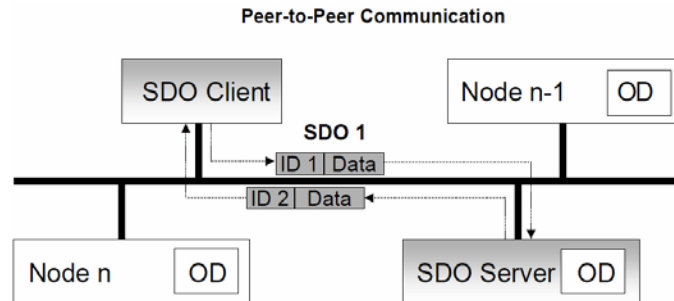 Peer-to-Peer Communication
SDO Client
Node n-1 OD
SDO 1
ID 1 Data
ID 2 Data
Node n OD
SDO Server OD